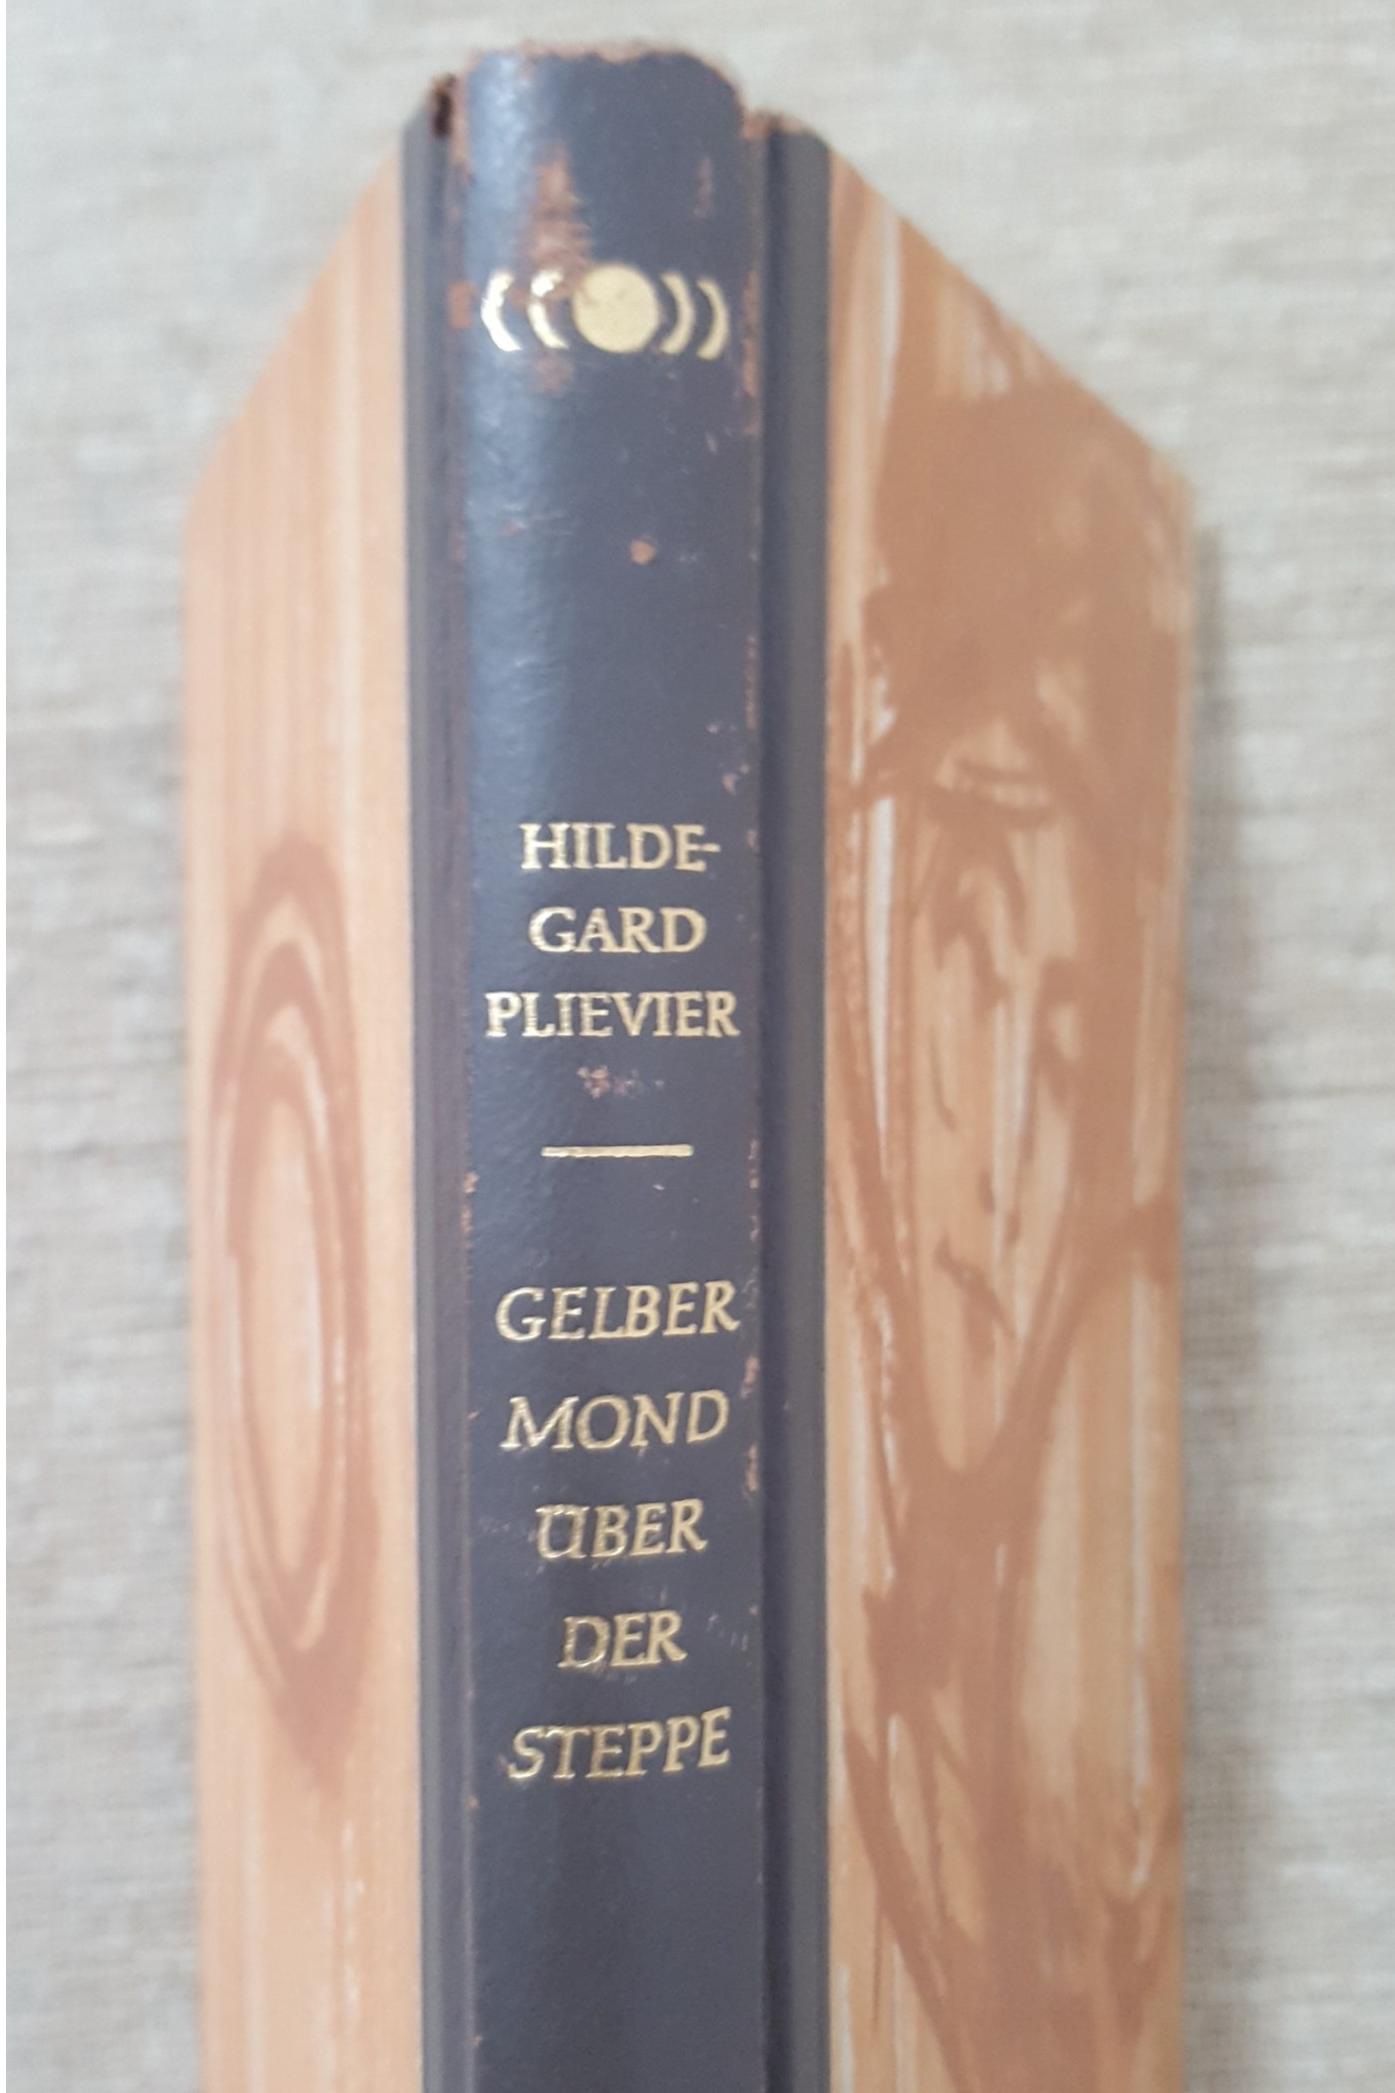 HILDE-
GARD
PLIEVIER
GELBER
MOND
ÜBER
DER
STEPPE